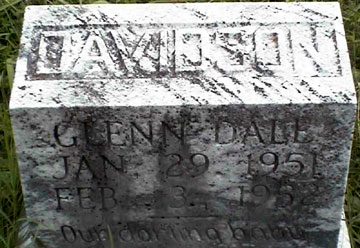 DAVIDSON
GLENN DALE
JAN. 29. 1951
FEB. 3. 1952
Our darling baby